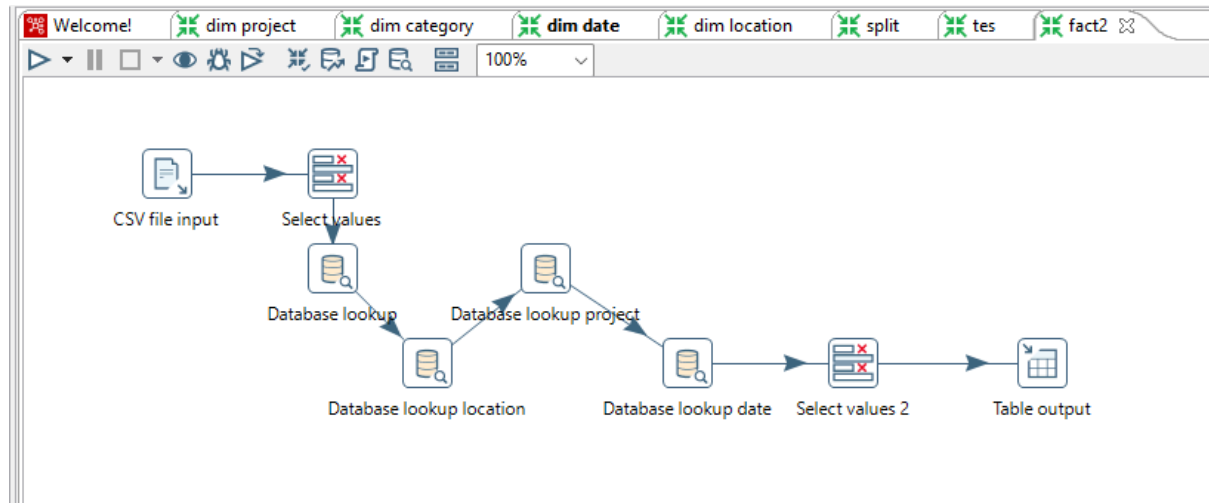 Welcome! dim project dim category dim date dim location split tes fact2
100%
CSV file input Select values
Database lookup Database lookup project
Database lookup location Database lookup date Select values 2 Table output